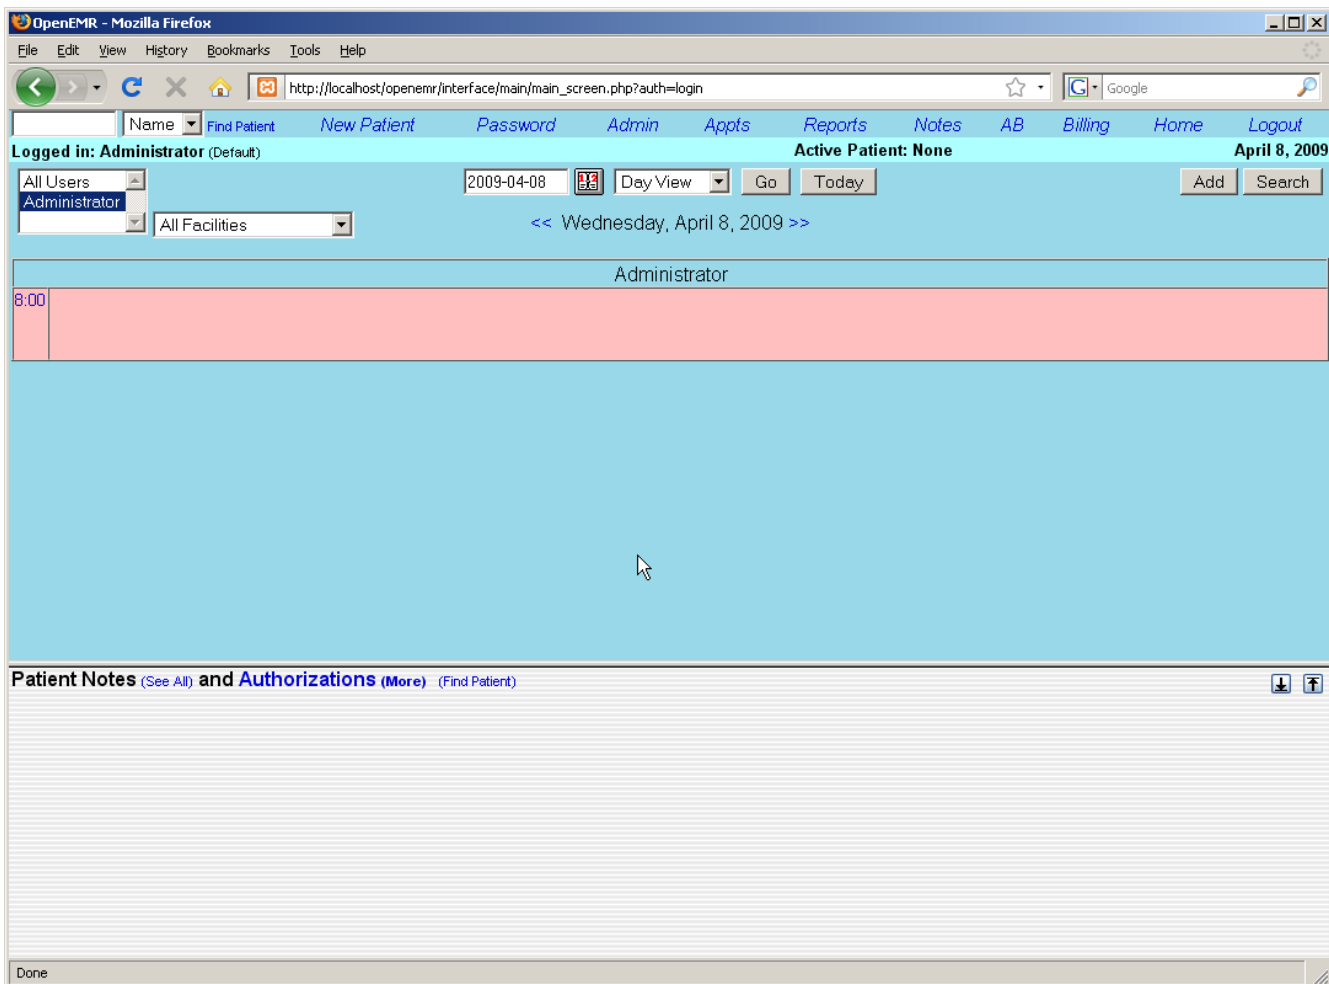 OpenEMR - Mozilla Firefox
File Edit View History Bookmarks Tools Help
http://localhost/openemr/interface/main/main_screen.php?auth=login G Google
Name Find Patient New Patient Password Admin Appts Reports Notes AB Billing Home Logout
Logged in: Administrator (Default) Active Patient: None April 8, 2009
All Users 2009-04-08 Day View Go Today Add Search
Administrator
All Facilities << Wednesday, April 8, 2009 >>
Administrator
8:00
Patient Notes (See All) and Authorizations (More) (Find Patient)
Done